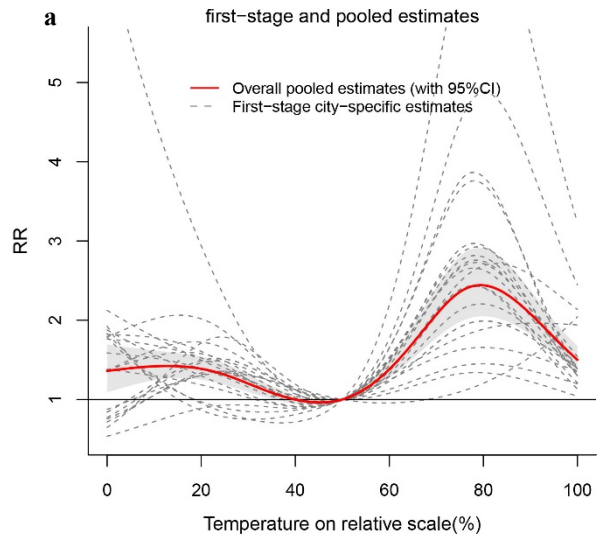 a
first−stage and pooled estimates
Overall pooled estimates (with 95%CI)
First−stage city−specific estimates
RR
5
4
3
2
1
0 20 40 60 80 100
Temperature on relative scale(%)